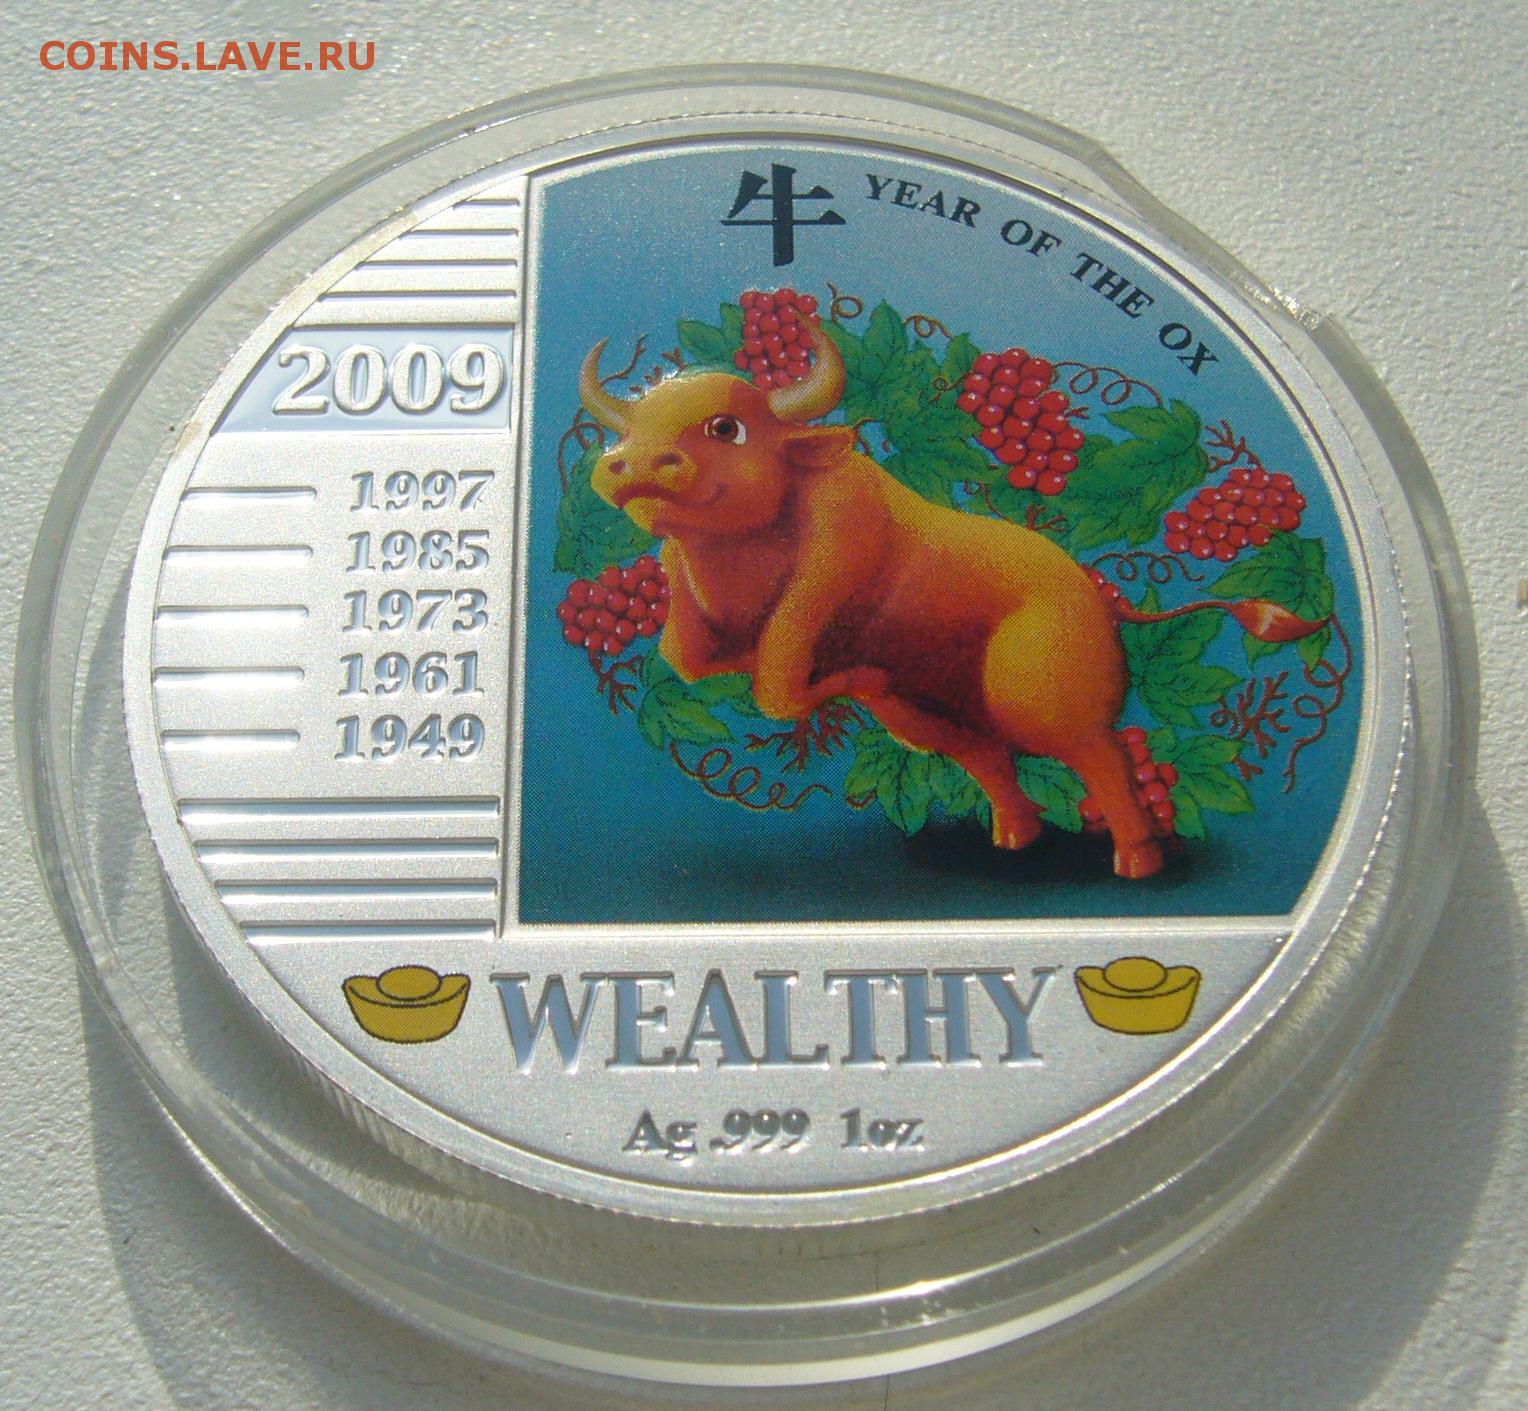 COINS.LAVE.RU
牛 YEAR OF THE OX
2009
1997
1985
1973
1961
1949
WEALTHY
Ag .999 1oz